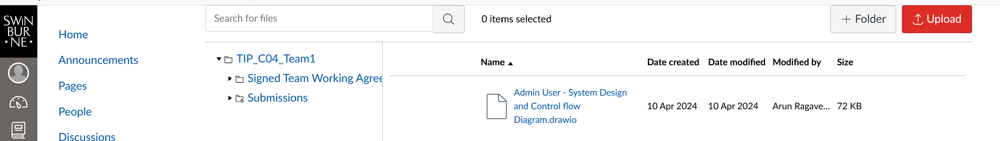 SWIN
BUR
* NE *
Home
Announcements
Pages
People
Discussions
Search for files
0 items selected
+ Folder
Upload
TIP_C04_Team1
Signed Team Working Agree
Submissions
Name ▲ Date created Date modified Modified by Size
Admin User - System Design
and Control flow
Diagram.drawio
10 Apr 2024 10 Apr 2024 Arun Ragave... 72 KB